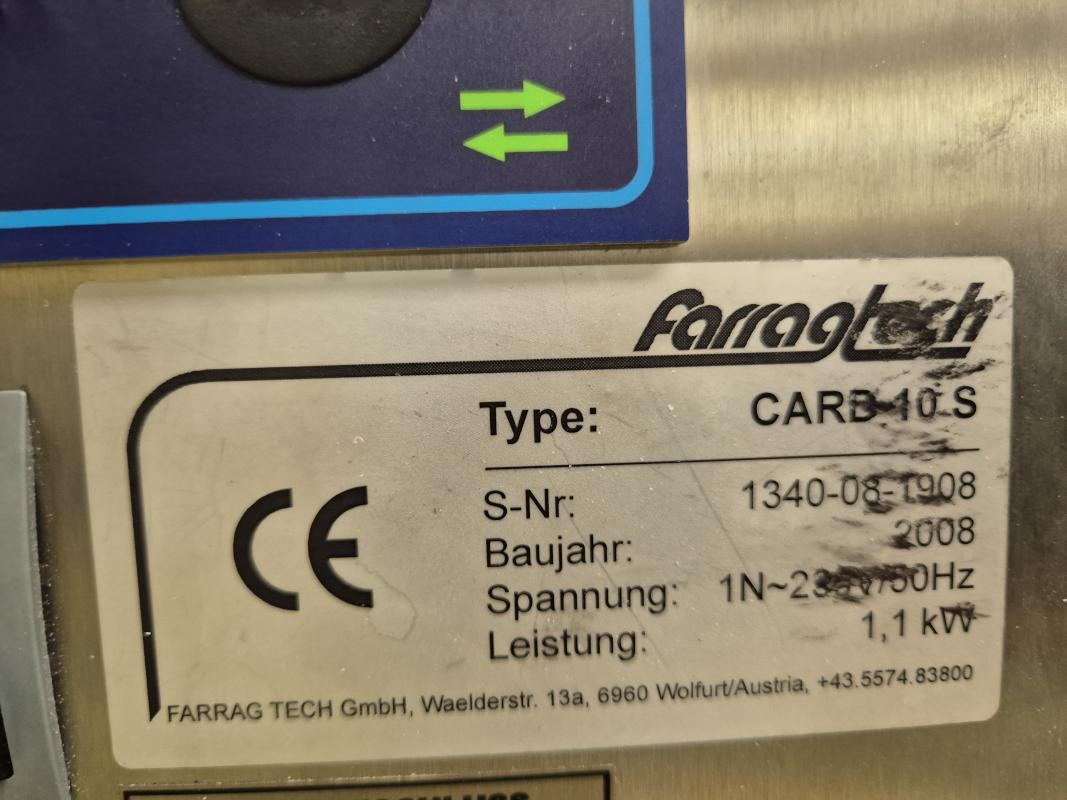 farragtech
Type: CARD 10 S
S-Nr: 1340-08-1908
Baujahr: 2008
Spannung: 1N~230V/50Hz
Leistung: 1,1 kW
CE
FARRAG TECH GmbH, Waelderstr. 13a, 6960 Wolfurt/Austria, +43.5574.83800